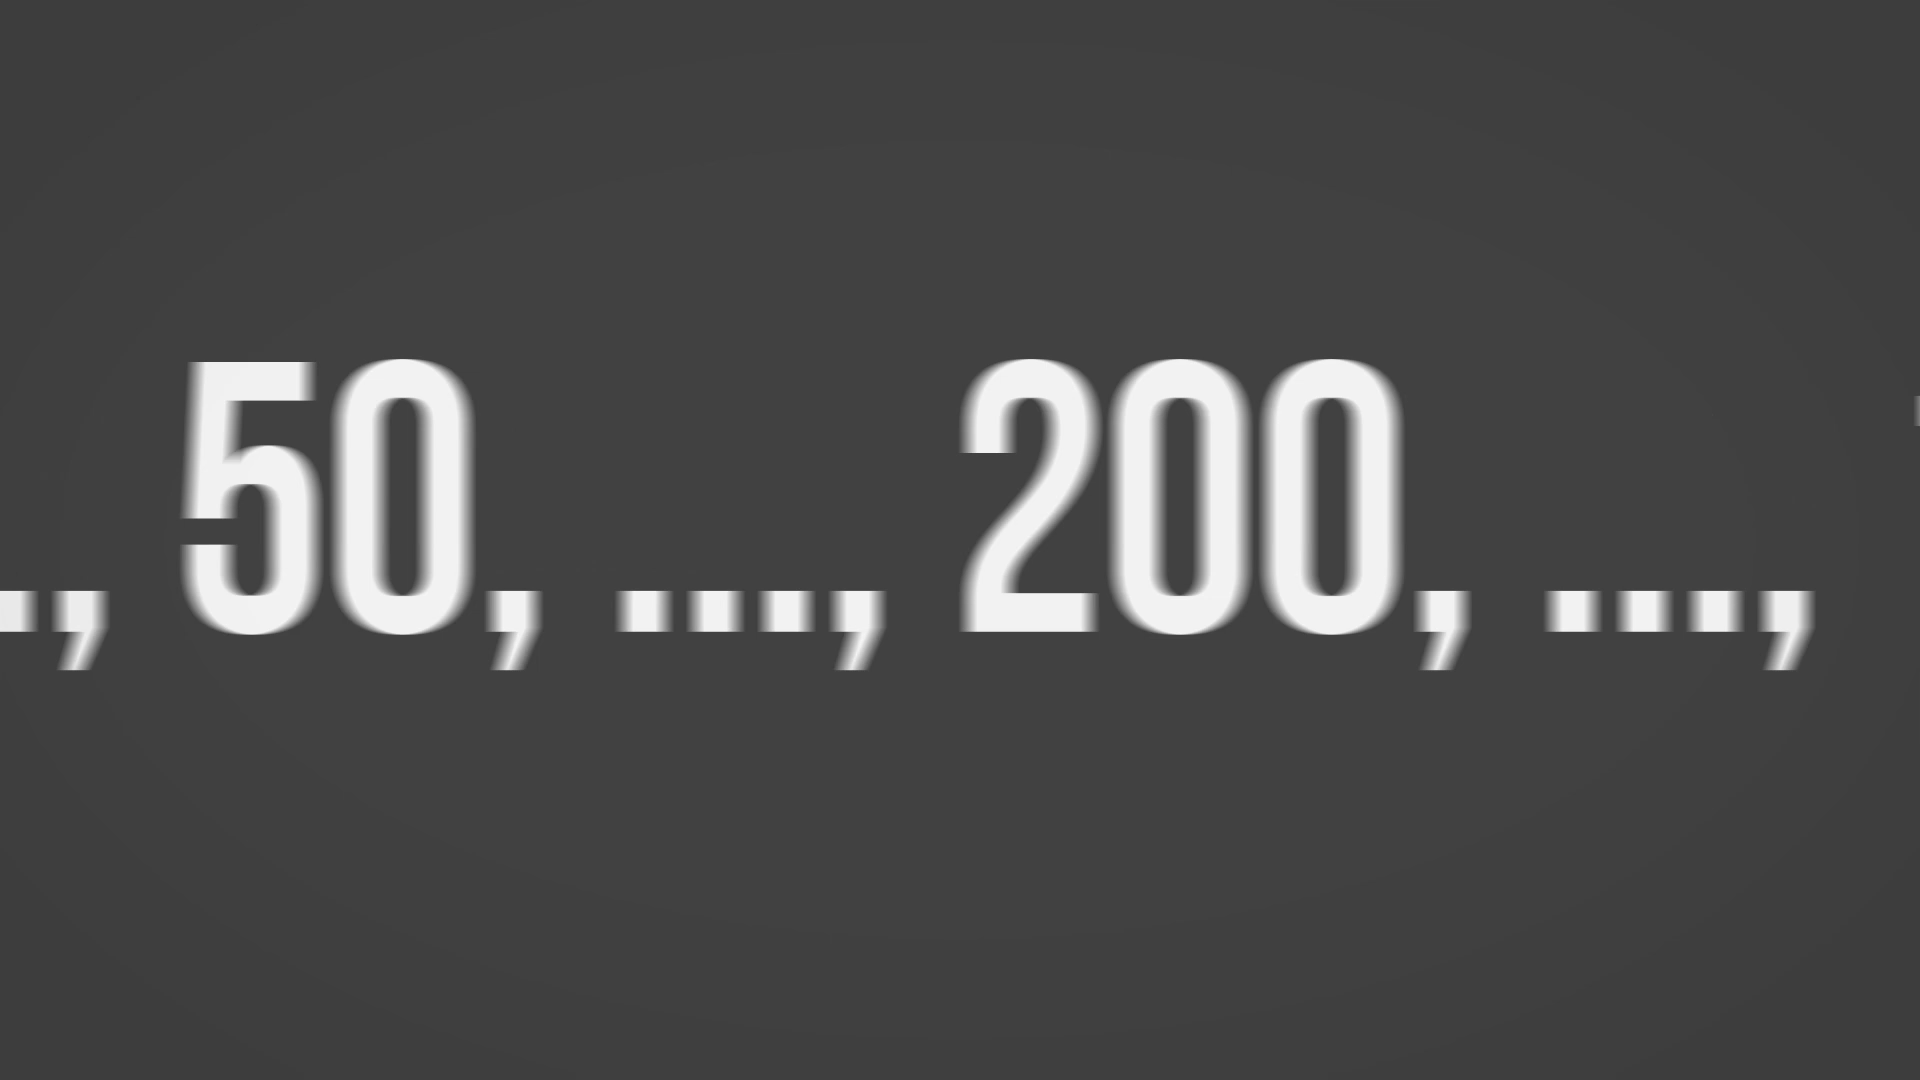 ., 50, ..., 200, ...,